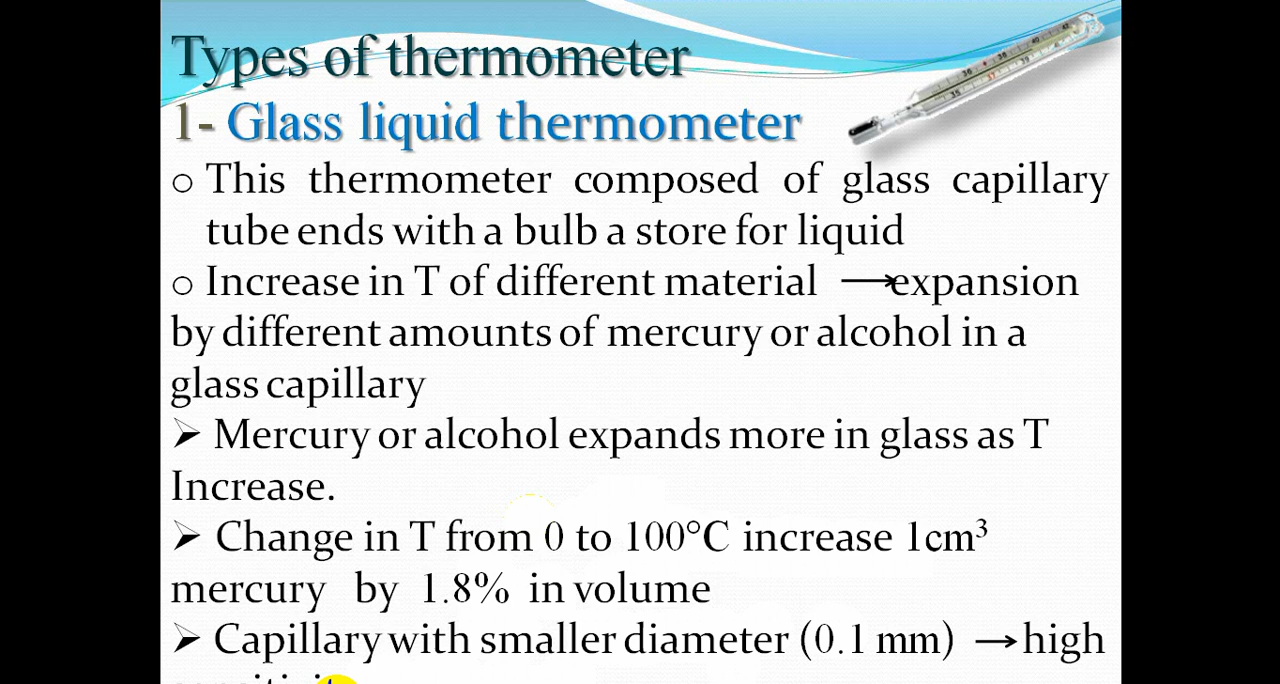 Types of thermometer
1- Glass liquid thermometer
○ This thermometer composed of glass capillary
tube ends with a bulb a store for liquid
○ Increase in T of different material ⟶expansion
by different amounts of mercury or alcohol in a
glass capillary
➢ Mercury or alcohol expands more in glass as T
Increase.
➢ Change in T from 0 to 100°C increase 1cm³
mercury by 1.8% in volume
➢ Capillary with smaller diameter (0.1 mm) →high